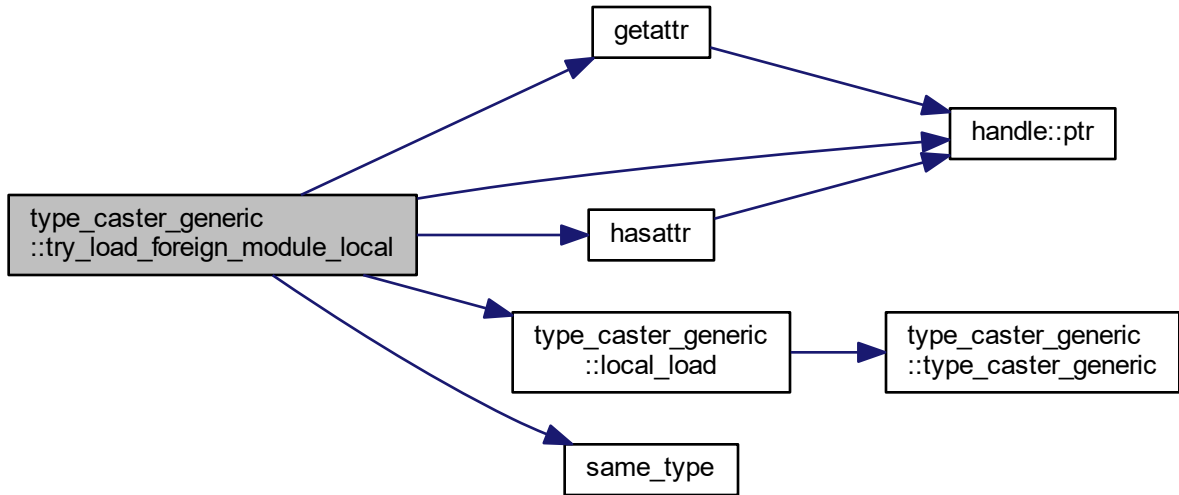 getattr
handle::ptr
type_caster_generic
::try_load_foreign_module_local
hasattr
type_caster_generic
::local_load
type_caster_generic
::type_caster_generic
same_type